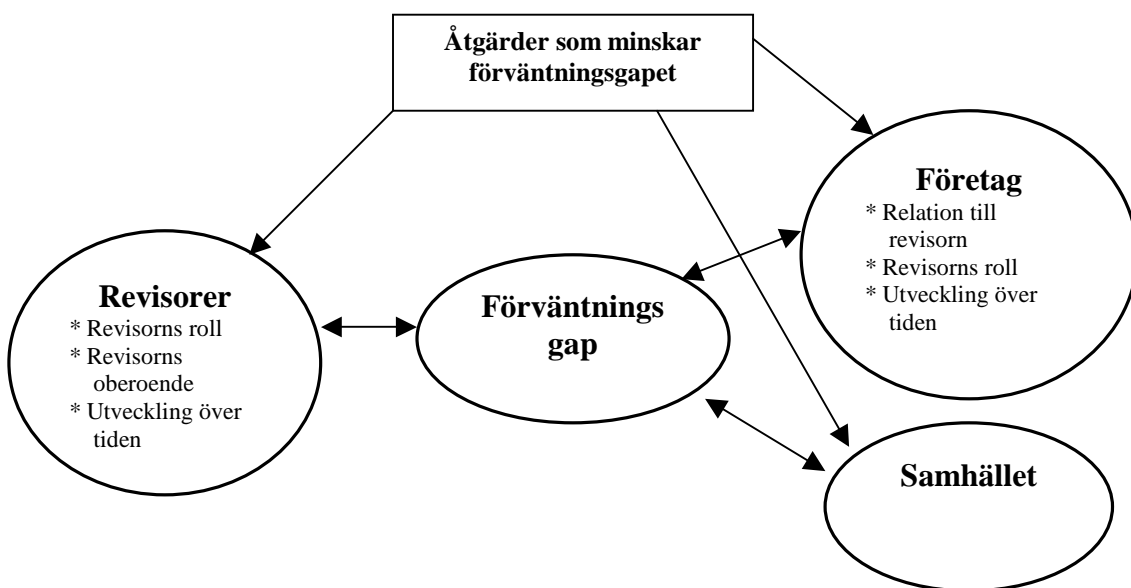 Åtgärder som minskar
förväntningsgapet
Företag
* Relation till
revisorn
* Revisorns roll
* Utveckling över
tiden
Revisorer
* Revisorns roll
* Revisorns
oberoende
* Utveckling över
tiden
Förväntnings
gap
Samhället